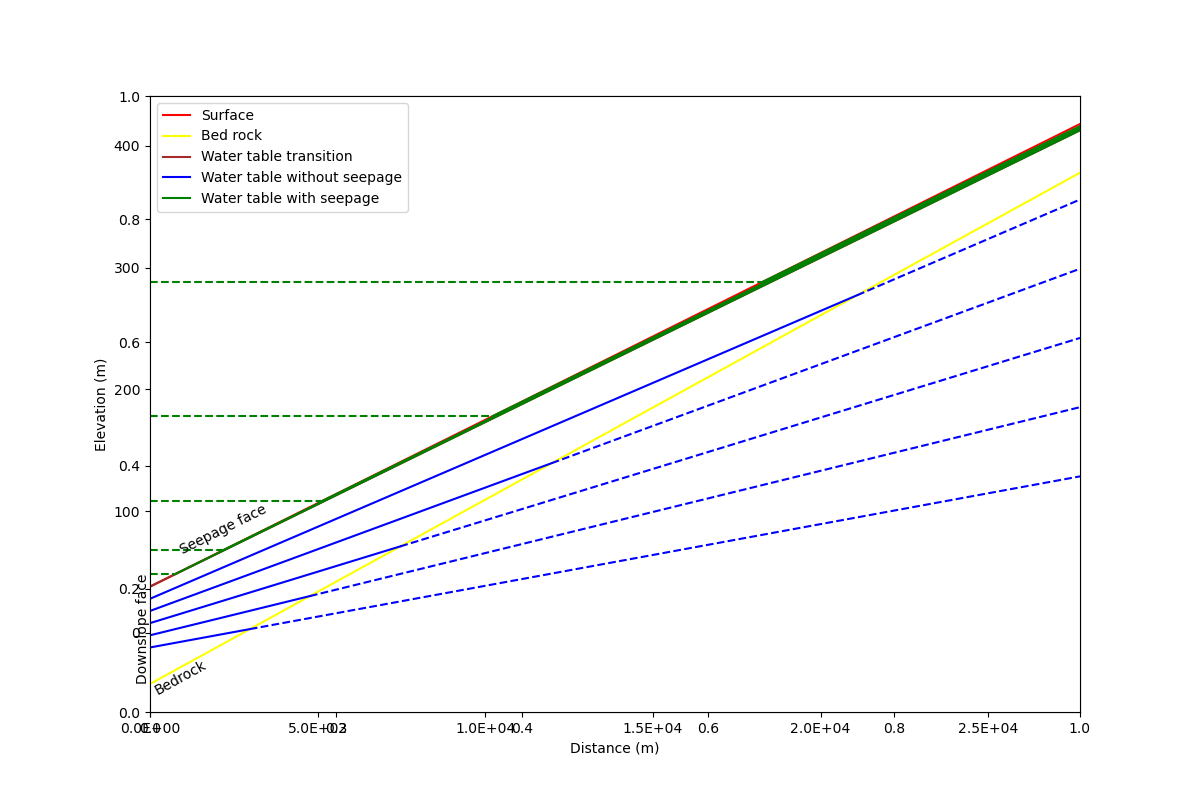 1.0
400
0.8
300
0.6
200
0.4
100
0.2
0
0.0
Elevation (m)
Surface
Bed rock
Water table transition
Water table without seepage
Water table with seepage
Seepage face
Downslope face
Bedrock
0.0E+00
0.0
5.0E+03
0.2
1.0E+04
0.4
1.5E+04
0.6
2.0E+04
0.8
2.5E+04
1.0
Distance (m)